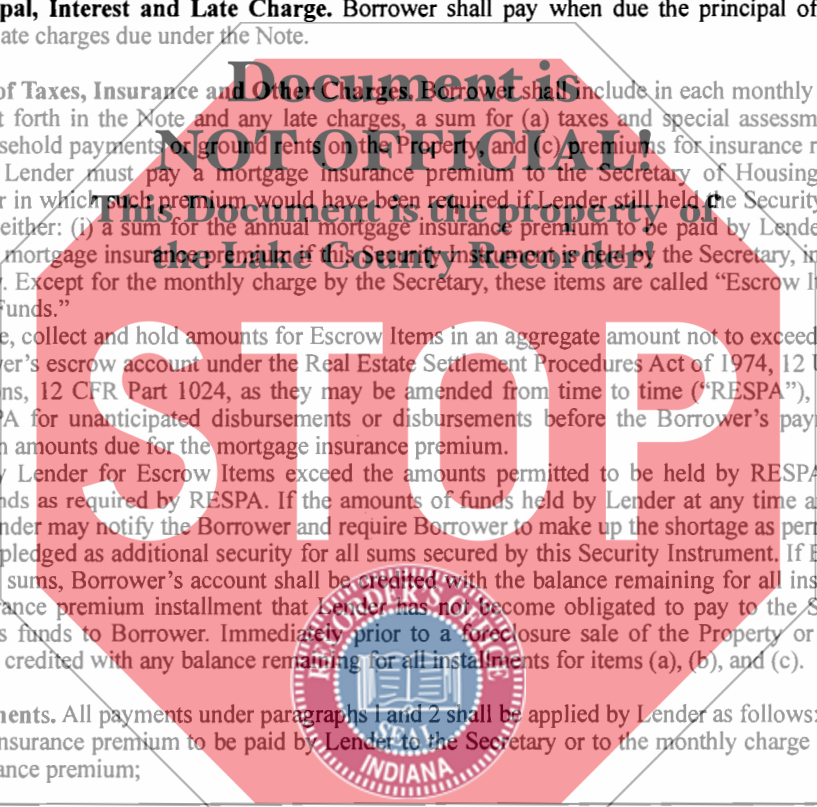 pal, Interest and Late Charge. Borrower shall pay when due the principal of
ate charges due under the Note.
Document is
of Taxes, Insurance and Other Charges. Borrower shall include in each monthly
t forth in the Note and any late charges, a sum for (a) taxes and special assessm
NOT OFFICIAL!
sehold payments or ground rents on the Property, and (c) premiums for insurance r
Lender must pay a mortgage insurance premium to the Secretary of Housing
r in which such premium would have been required if Lender still held the Security
This Document is the property of
either: (i) a sum for the annual mortgage insurance premium to be paid by Lende
the Lake County Recorder!
mortgage insurance premium if this Security Instrument is held by the Secretary, in
. Except for the monthly charge by the Secretary, these items are called “Escrow It
Funds.”
e, collect and hold amounts for Escrow Items in an aggregate amount not to exceed
er’s escrow account under the Real Estate Settlement Procedures Act of 1974, 12 U
STOP
ons, 12 CFR Part 1024, as they may be amended from time to time (“RESPA”),
PA for unanticipated disbursements or disbursements before the Borrower’s payn
n amounts due for the mortgage insurance premium.
y Lender for Escrow Items exceed the amounts permitted to be held by RESPA
nds as required by RESPA. If the amounts of funds held by Lender at any time a
nder may notify the Borrower and require Borrower to make up the shortage as perm
pledged as additional security for all sums secured by this Security Instrument. If B
sums, Borrower’s account shall be credited with the balance remaining for all ins
rance premium installment that Lender has not become obligated to pay to the S
s funds to Borrower. Immediately prior to a foreclosure sale of the Property or
credited with any balance remaining for all installments for items (a), (b), and (c).
RECORDER'S OFFICE
SEAL
INDIANA
nents. All payments under paragraphs 1 and 2 shall be applied by Lender as follows:
insurance premium to be paid by Lender to the Secretary or to the monthly charge
ance premium;